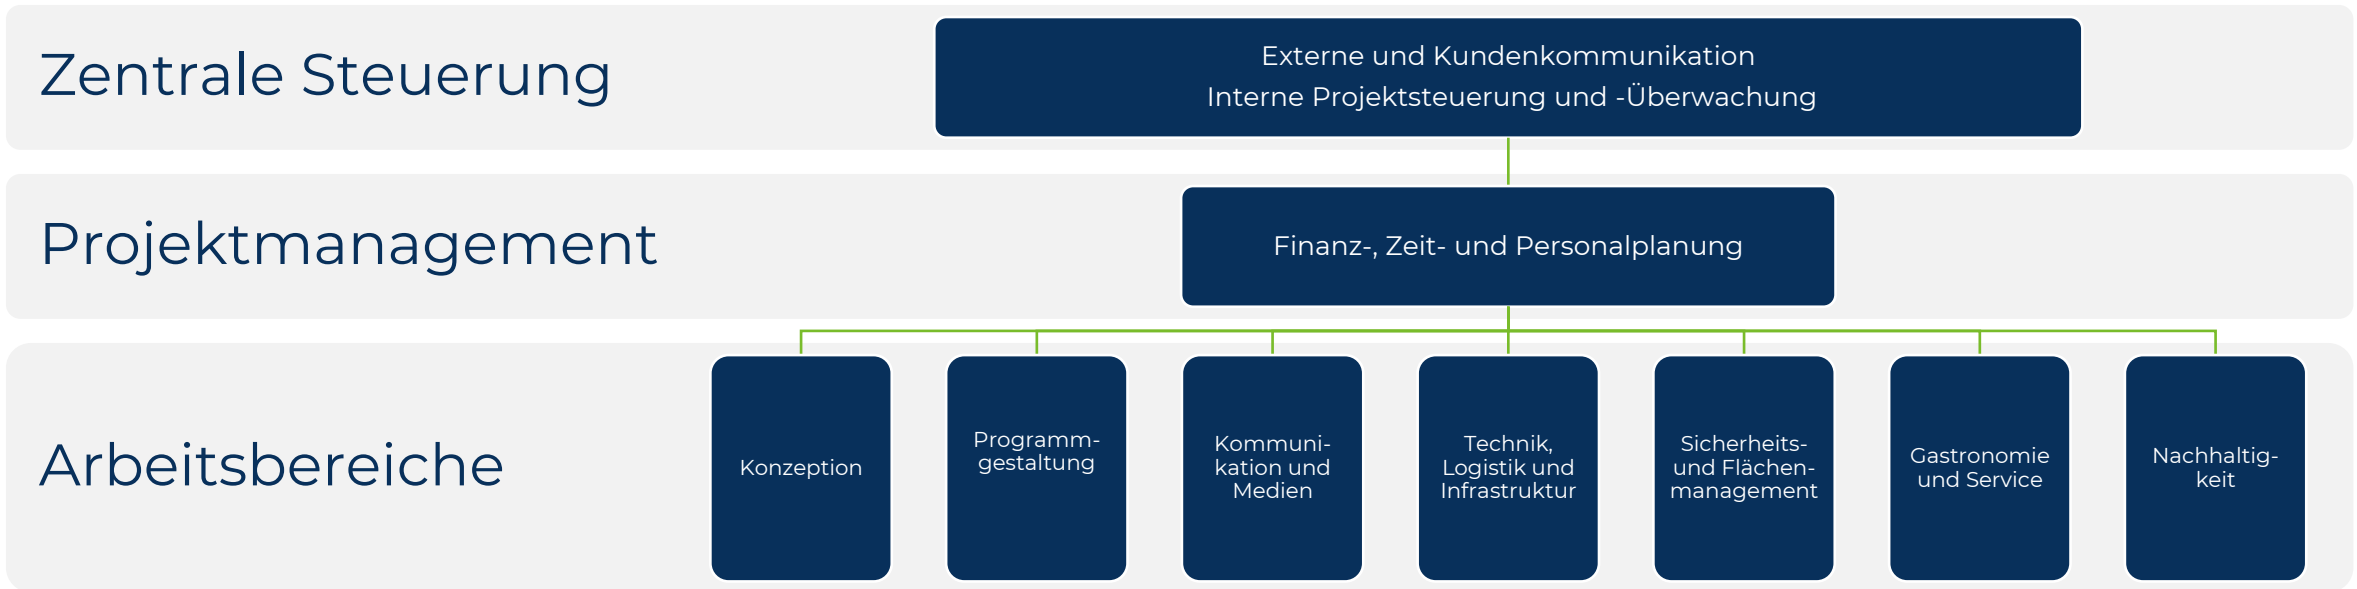 Zentrale Steuerung
Externe und Kundenkommunikation
Interne Projektsteuerung und -Überwachung
Projektmanagement
Finanz-, Zeit- und Personalplanung
Arbeitsbereiche
Konzeption
Programm-
gestaltung
Kommuni-
kation und
Medien
Technik,
Logistik und
Infrastruktur
Sicherheits-
und Flächen-
management
Gastronomie
und Service
Nachhaltig-
keit